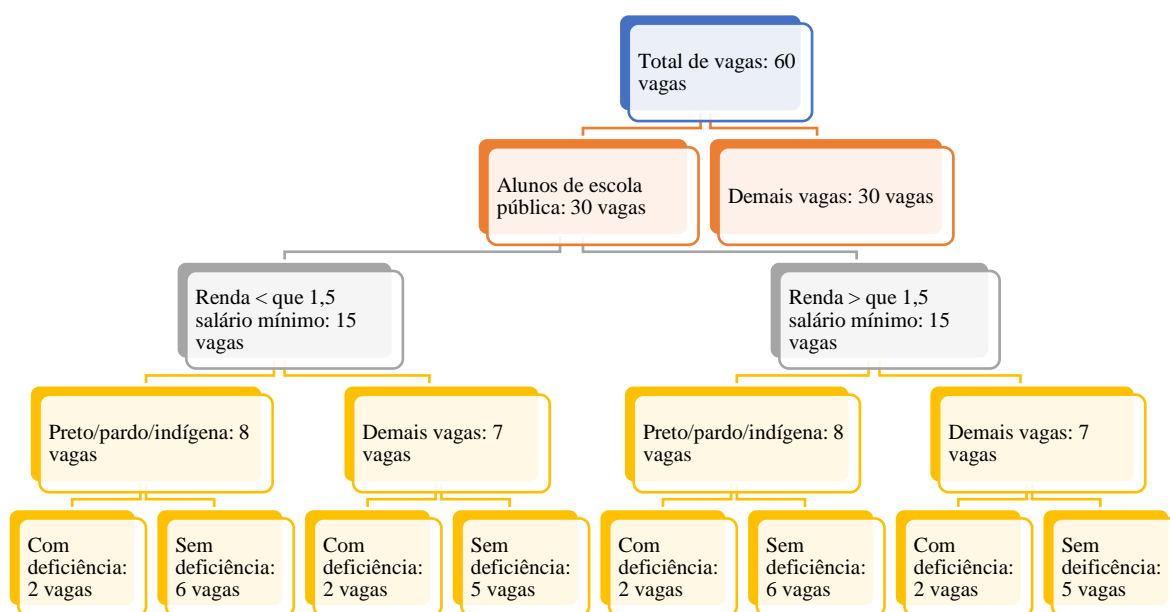 Total de vagas: 60
vagas
Alunos de escola
pública: 30 vagas
Demais vagas: 30 vagas
Renda < que 1,5
salário mínimo: 15
vagas
Renda > que 1,5
salário mínimo: 15
vagas
Preto/pardo/indígena: 8
vagas
Demais vagas: 7
vagas
Preto/pardo/indígena: 8
vagas
Demais vagas: 7
vagas
Com
deficiência:
2 vagas
Sem
deficiência:
6 vagas
Com
deficiência:
2 vagas
Sem
deficiência:
5 vagas
Com
deficiência:
2 vagas
Sem
deficiência:
6 vagas
Com
deficiência:
2 vagas
Sem
deificência:
5 vagas